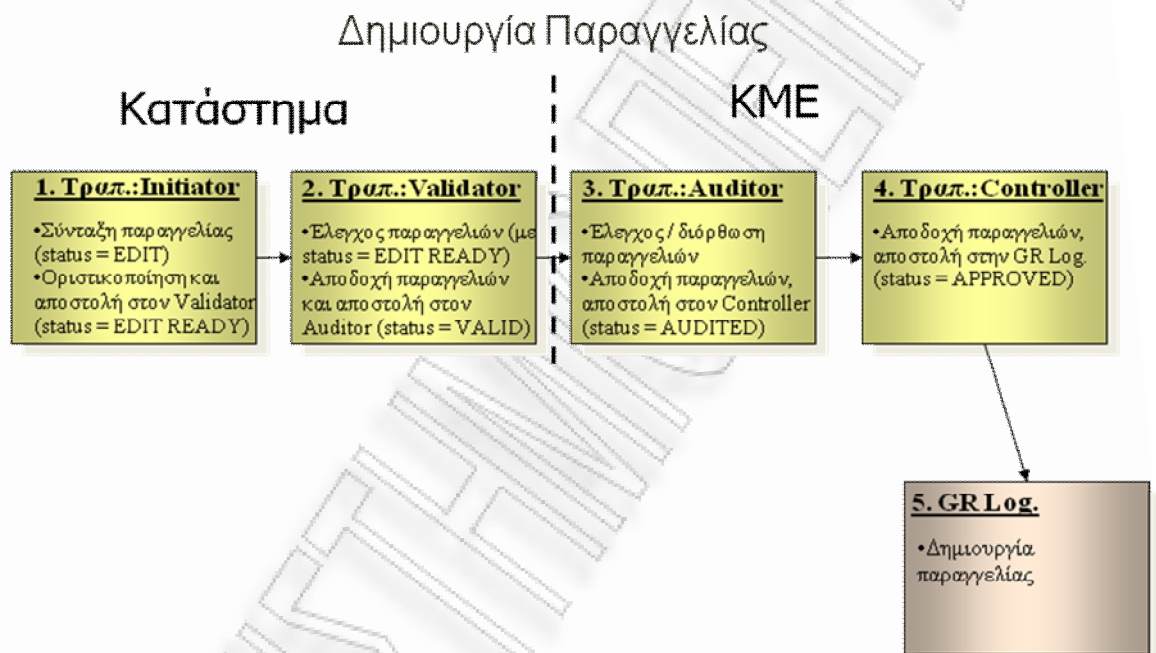 Δημιουργία Παραγγελίας
Κατάστημα
ΚΜΕ
1. Τραπ.:Initiator
•Σύνταξη παραγγελίας
(status = EDIT)
•Οριστικοποίηση και
αποστολή στον Validator
(status = EDIT READY)
2. Τραπ.:Validator
•Έλεγχος παραγγελιών (με
status = EDIT READY)
•Αποδοχή παραγγελιών
και αποστολή στον
Auditor (status = VALID)
3. Τραπ.:Auditor
•Έλεγχος / διόρθωση
παραγγελιών
•Αποδοχή παραγγελιών,
αποστολή στον Controller
(status = AUDITED)
4. Τραπ.:Controller
•Αποδοχή παραγγελιών,
αποστολή στην GR Log.
(status = APPROVED)
5. GR Log.
•Δημιουργία
παραγγελίας